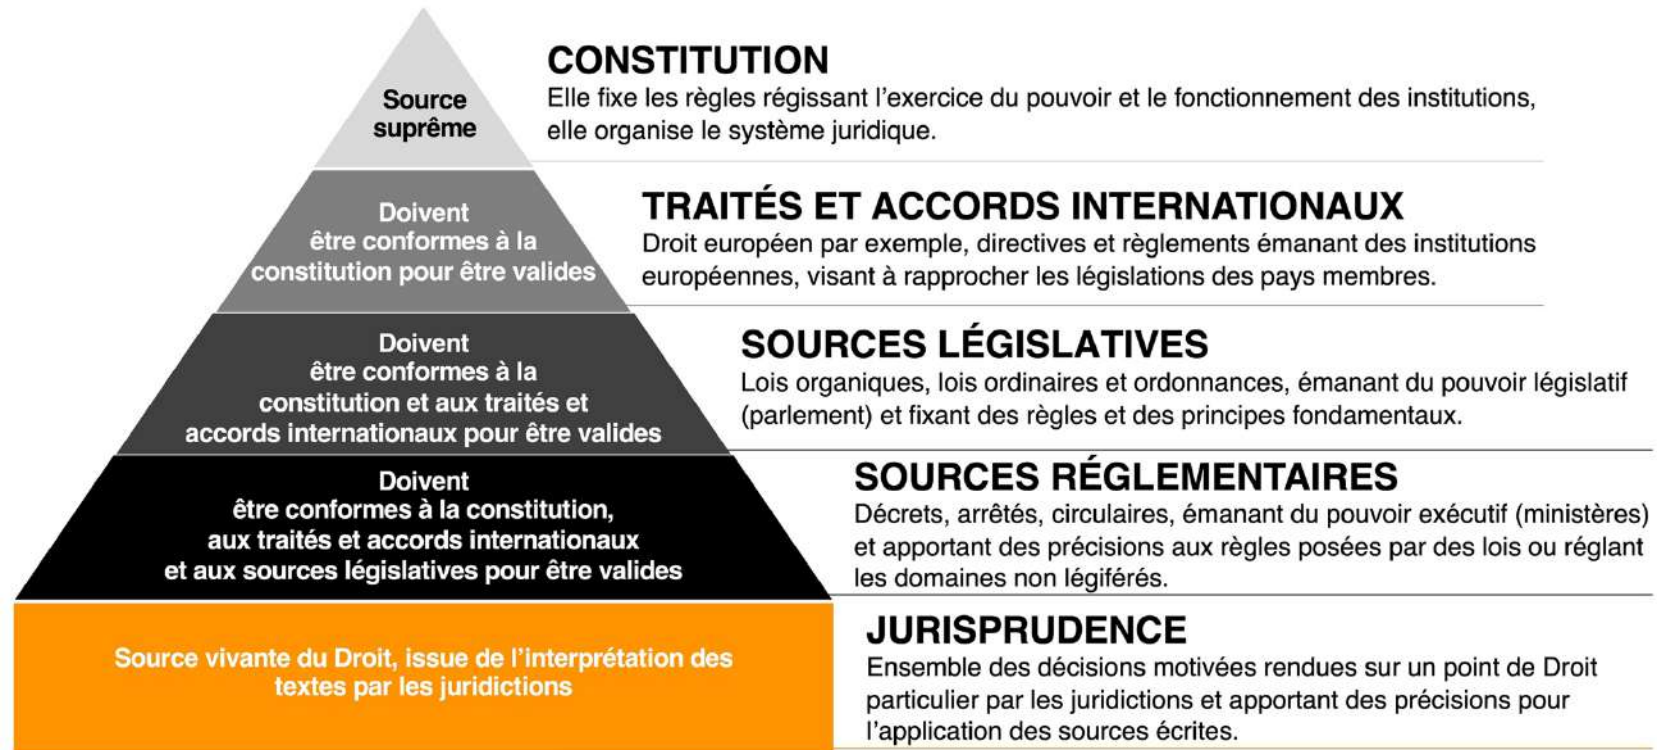 Source
suprême
CONSTITUTION
Elle fixe les règles régissant l'exercice du pouvoir et le fonctionnement des institutions,
elle organise le système juridique.
Doivent
être conformes à la
constitution pour être valides
TRAITÉS ET ACCORDS INTERNATIONAUX
Droit européen par exemple, directives et règlements émanant des institutions
européennes, visant à rapprocher les législations des pays membres.
Doivent
être conformes à la
constitution et aux traités et
accords internationaux pour être valides
SOURCES LÉGISLATIVES
Lois organiques, lois ordinaires et ordonnances, émanant du pouvoir législatif
(parlement) et fixant des règles et des principes fondamentaux.
Doivent
être conformes à la constitution,
aux traités et accords internationaux
et aux sources législatives pour être valides
SOURCES RÉGLEMENTAIRES
Décrets, arrêtés, circulaires, émanant du pouvoir exécutif (ministères)
et apportant des précisions aux règles posées par des lois ou réglant
les domaines non légiférés.
Source vivante du Droit, issue de l'interprétation des
textes par les juridictions
JURISPRUDENCE
Ensemble des décisions motivées rendues sur un point de Droit
particulier par les juridictions et apportant des précisions pour
l'application des sources écrites.